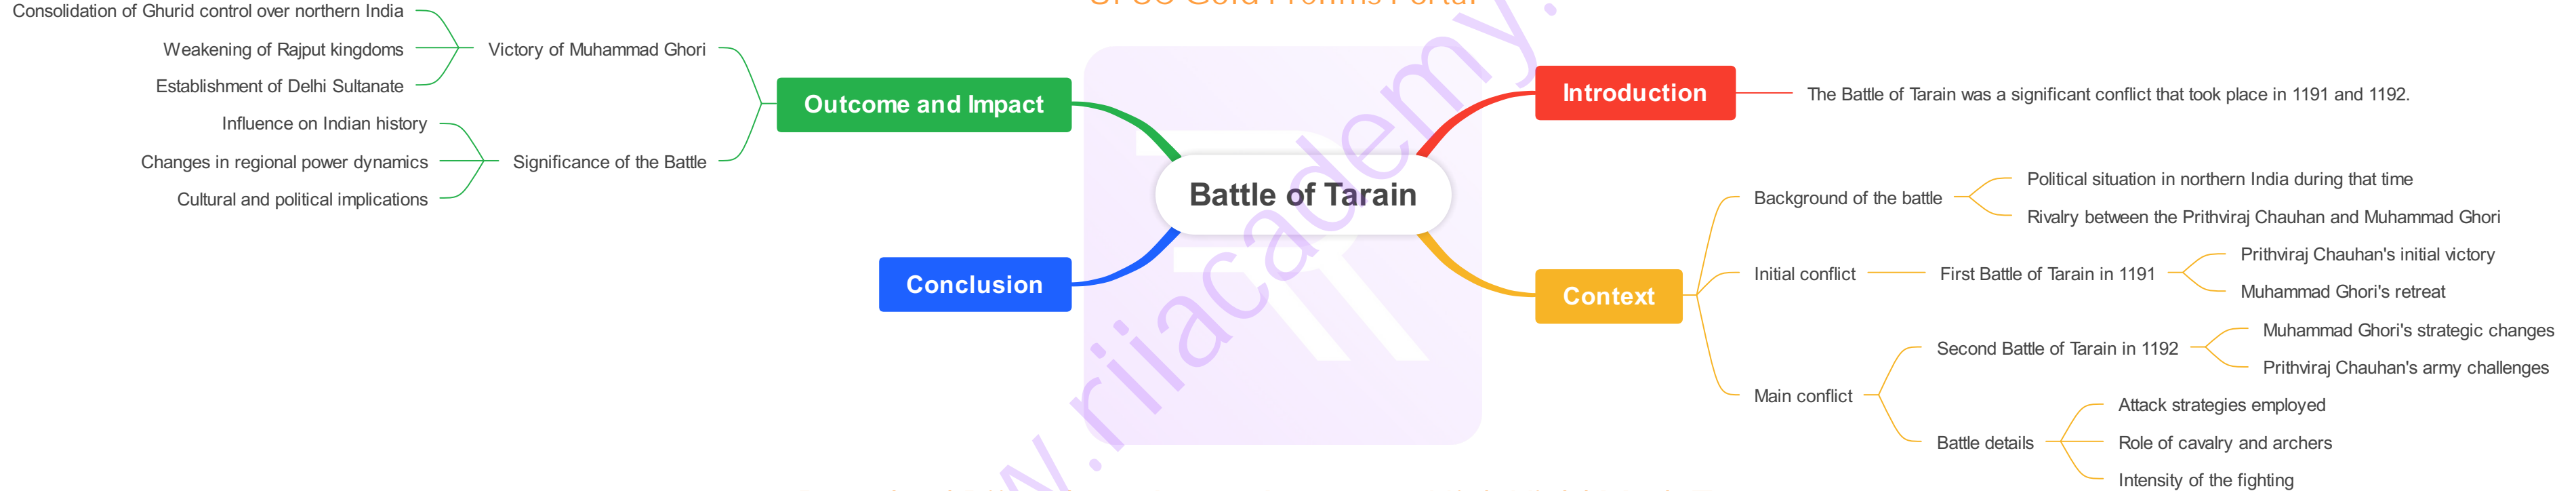 Battle of Tarain
Introduction
The Battle of Tarain was a significant conflict that took place in 1191 and 1192.
Context
Background of the battle
Political situation in northern India during that time
Rivalry between the Prithviraj Chauhan and Muhammad Ghori
Initial conflict
First Battle of Tarain in 1191
Prithviraj Chauhan's initial victory
Muhammad Ghori's retreat
Main conflict
Second Battle of Tarain in 1192
Muhammad Ghori's strategic changes
Prithviraj Chauhan's army challenges
Battle details
Attack strategies employed
Role of cavalry and archers
Intensity of the fighting
Outcome and Impact
Victory of Muhammad Ghori
Consolidation of Ghurid control over northern India
Weakening of Rajput kingdoms
Establishment of Delhi Sultanate
Significance of the Battle
Influence on Indian history
Changes in regional power dynamics
Cultural and political implications
Conclusion